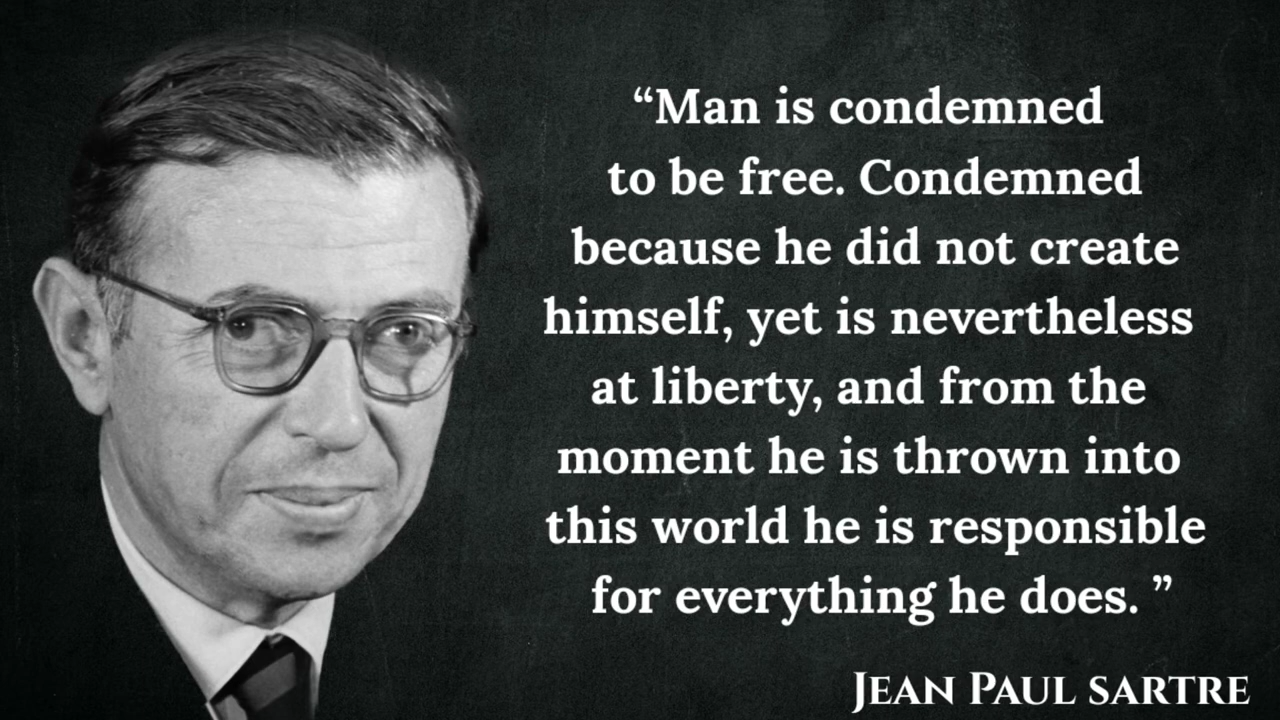 “Man is condemned
to be free. Condemned
because he did not create
himself, yet is nevertheless
at liberty, and from the
moment he is thrown into
this world he is responsible
for everything he does. ”
JEAN PAUL SARTRE